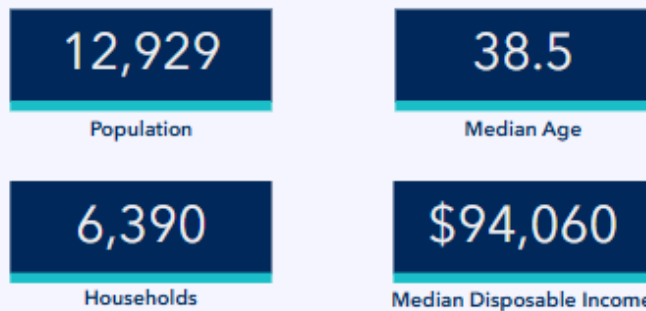 12,929
38.5
Population
Median Age
6,390
$94,060
Households
Median Disposable Income